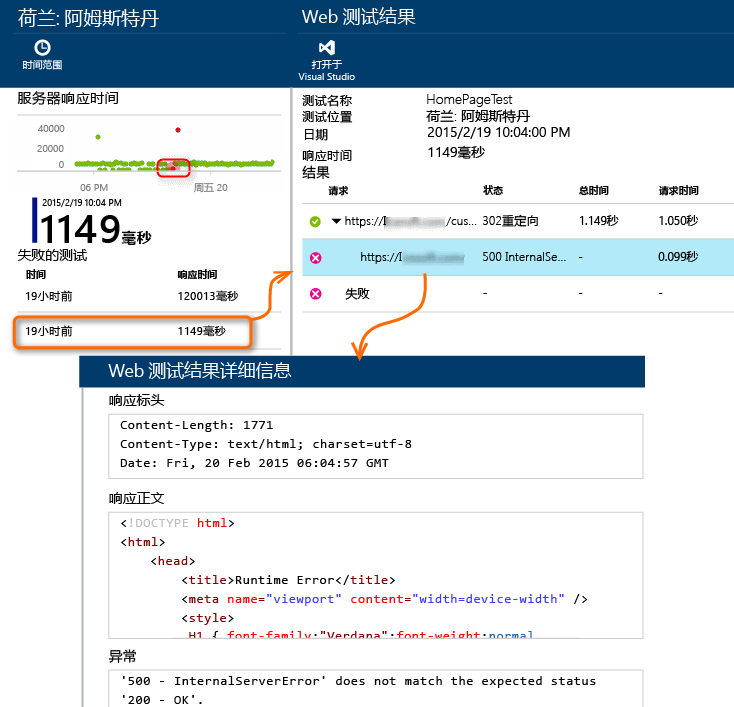 荷兰: 阿姆斯特丹
时间范围
服务器响应时间
40000
20000
0
06 PM
周五 20
2015/2/19 10:04 PM
1149毫秒
失败的测试
时间 响应时间
19小时前 120013毫秒
19小时前 1149毫秒
Web 测试结果
打开于
Visual Studio
测试名称 HomePageTest
测试位置 荷兰: 阿姆斯特丹
日期 2015/2/19 10:04:00 PM
响应时间 1149毫秒
结果
请求 状态 总时间 请求时间
https:// /cus... 302重定向 1.149秒 1.050秒
https:// 500 InternalSe... - 0.099秒
失败 - - -
Web 测试结果详细信息
响应标头
Content-Length: 1771
Content-Type: text/html; charset=utf-8
Date: Fri, 20 Feb 2015 06:04:57 GMT
响应正文
<!DOCTYPE html>
<html>
<head>
<title>Runtime Error</title>
<meta name="viewport" content="width=device-width" />
<style>
H1 { font-family:"Verdana";font-weight:normal
异常
'500 - InternalServerError' does not match the expected status
'200 - OK'.